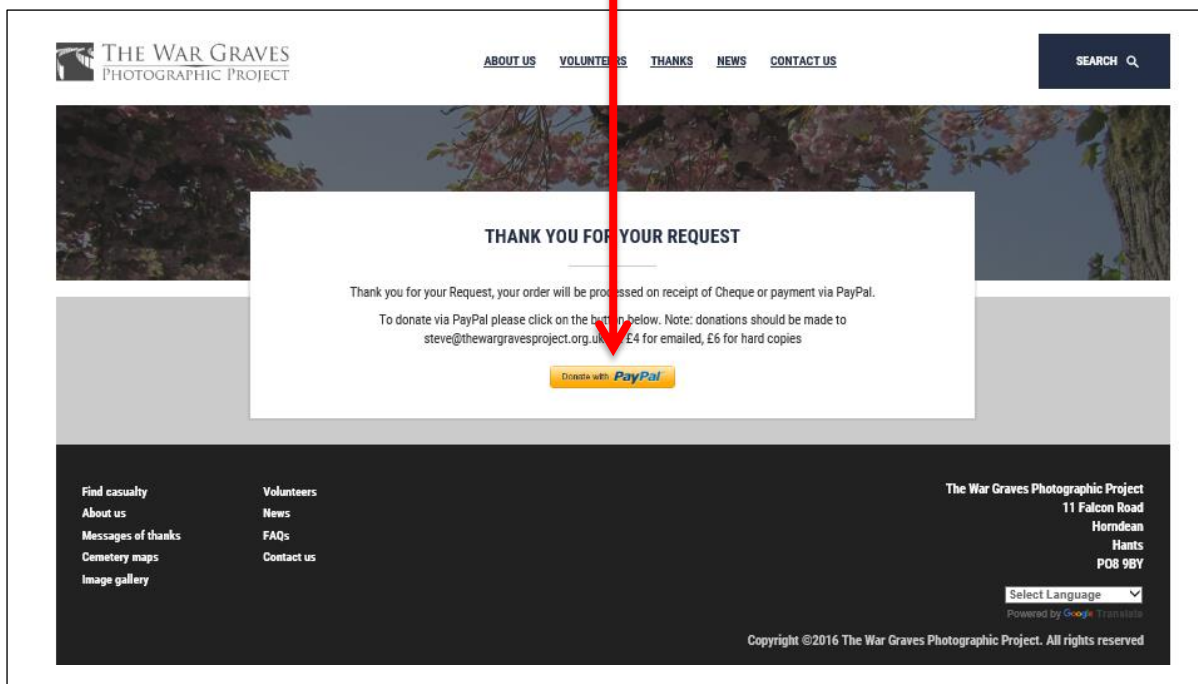 THE WAR GRAVES
PHOTOGRAPHIC PROJECT
ABOUT US VOLUNTEERS THANKS NEWS CONTACT US
SEARCH
THANK YOU FOR YOUR REQUEST
Thank you for your Request, your order will be processed on receipt of Cheque or payment via PayPal.
To donate via PayPal please click on the button below. Note: donations should be made to
steve@thewargravesproject.org.uk £4 for emailed, £6 for hard copies
Donate with PayPal
Find casualty
About us
Messages of thanks
Cemetery maps
Image gallery
Volunteers
News
FAQs
Contact us
The War Graves Photographic Project
11 Falcon Road
Horndean
Hants
PO8 9BY
Select Language
Powered by Google Translate
Copyright ©2016 The War Graves Photographic Project. All rights reserved